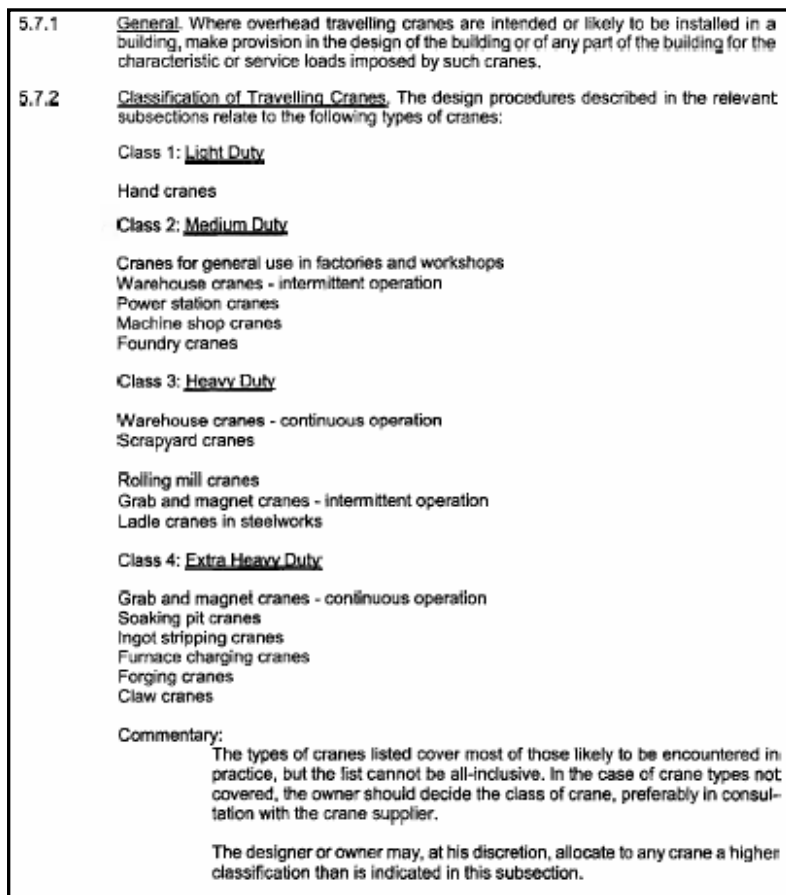 5.7.1 General. Where overhead travelling cranes are intended or likely to be installed in a
building, make provision in the design of the building or of any part of the building for the
characteristic or service loads imposed by such cranes.
5.7.2 Classification of Travelling Cranes. The design procedures described in the relevant
subsections relate to the following types of cranes:
Class 1: Light Duty
Hand cranes
Class 2: Medium Duty
Cranes for general use in factories and workshops
Warehouse cranes - intermittent operation
Power station cranes
Machine shop cranes
Foundry cranes
Class 3: Heavy Duty
Warehouse cranes - continuous operation
Scrapyard cranes
Rolling mill cranes
Grab and magnet cranes - intermittent operation
Ladle cranes in steelworks
Class 4: Extra Heavy Duty
Grab and magnet cranes - continuous operation
Soaking pit cranes
Ingot stripping cranes
Furnace charging cranes
Forging cranes
Claw cranes
Commentary:
The types of cranes listed cover most of those likely to be encountered in
practice, but the list cannot be all-inclusive. In the case of crane types not
covered, the owner should decide the class of crane, preferably in consul-
tation with the crane supplier.
The designer or owner may, at his discretion, allocate to any crane a higher
classification than is indicated in this subsection.